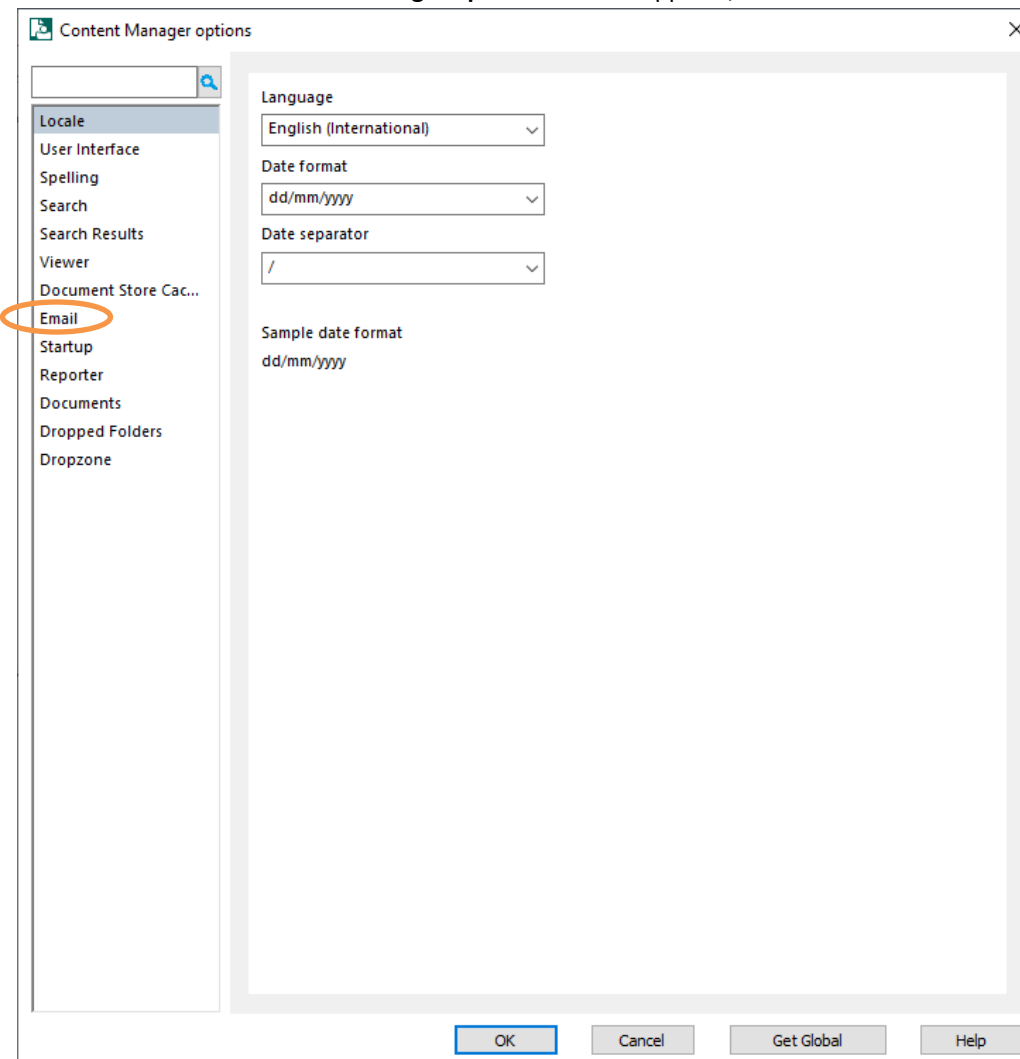 Content Manager options
Locale
User Interface
Spelling
Search
Search Results
Viewer
Document Store Cac...
Email
Startup
Reporter
Documents
Dropped Folders
Dropzone
Language
English (International)
Date format
dd/mm/yyyy
Date separator
/
Sample date format
dd/mm/yyyy
OK
Cancel
Get Global
Help